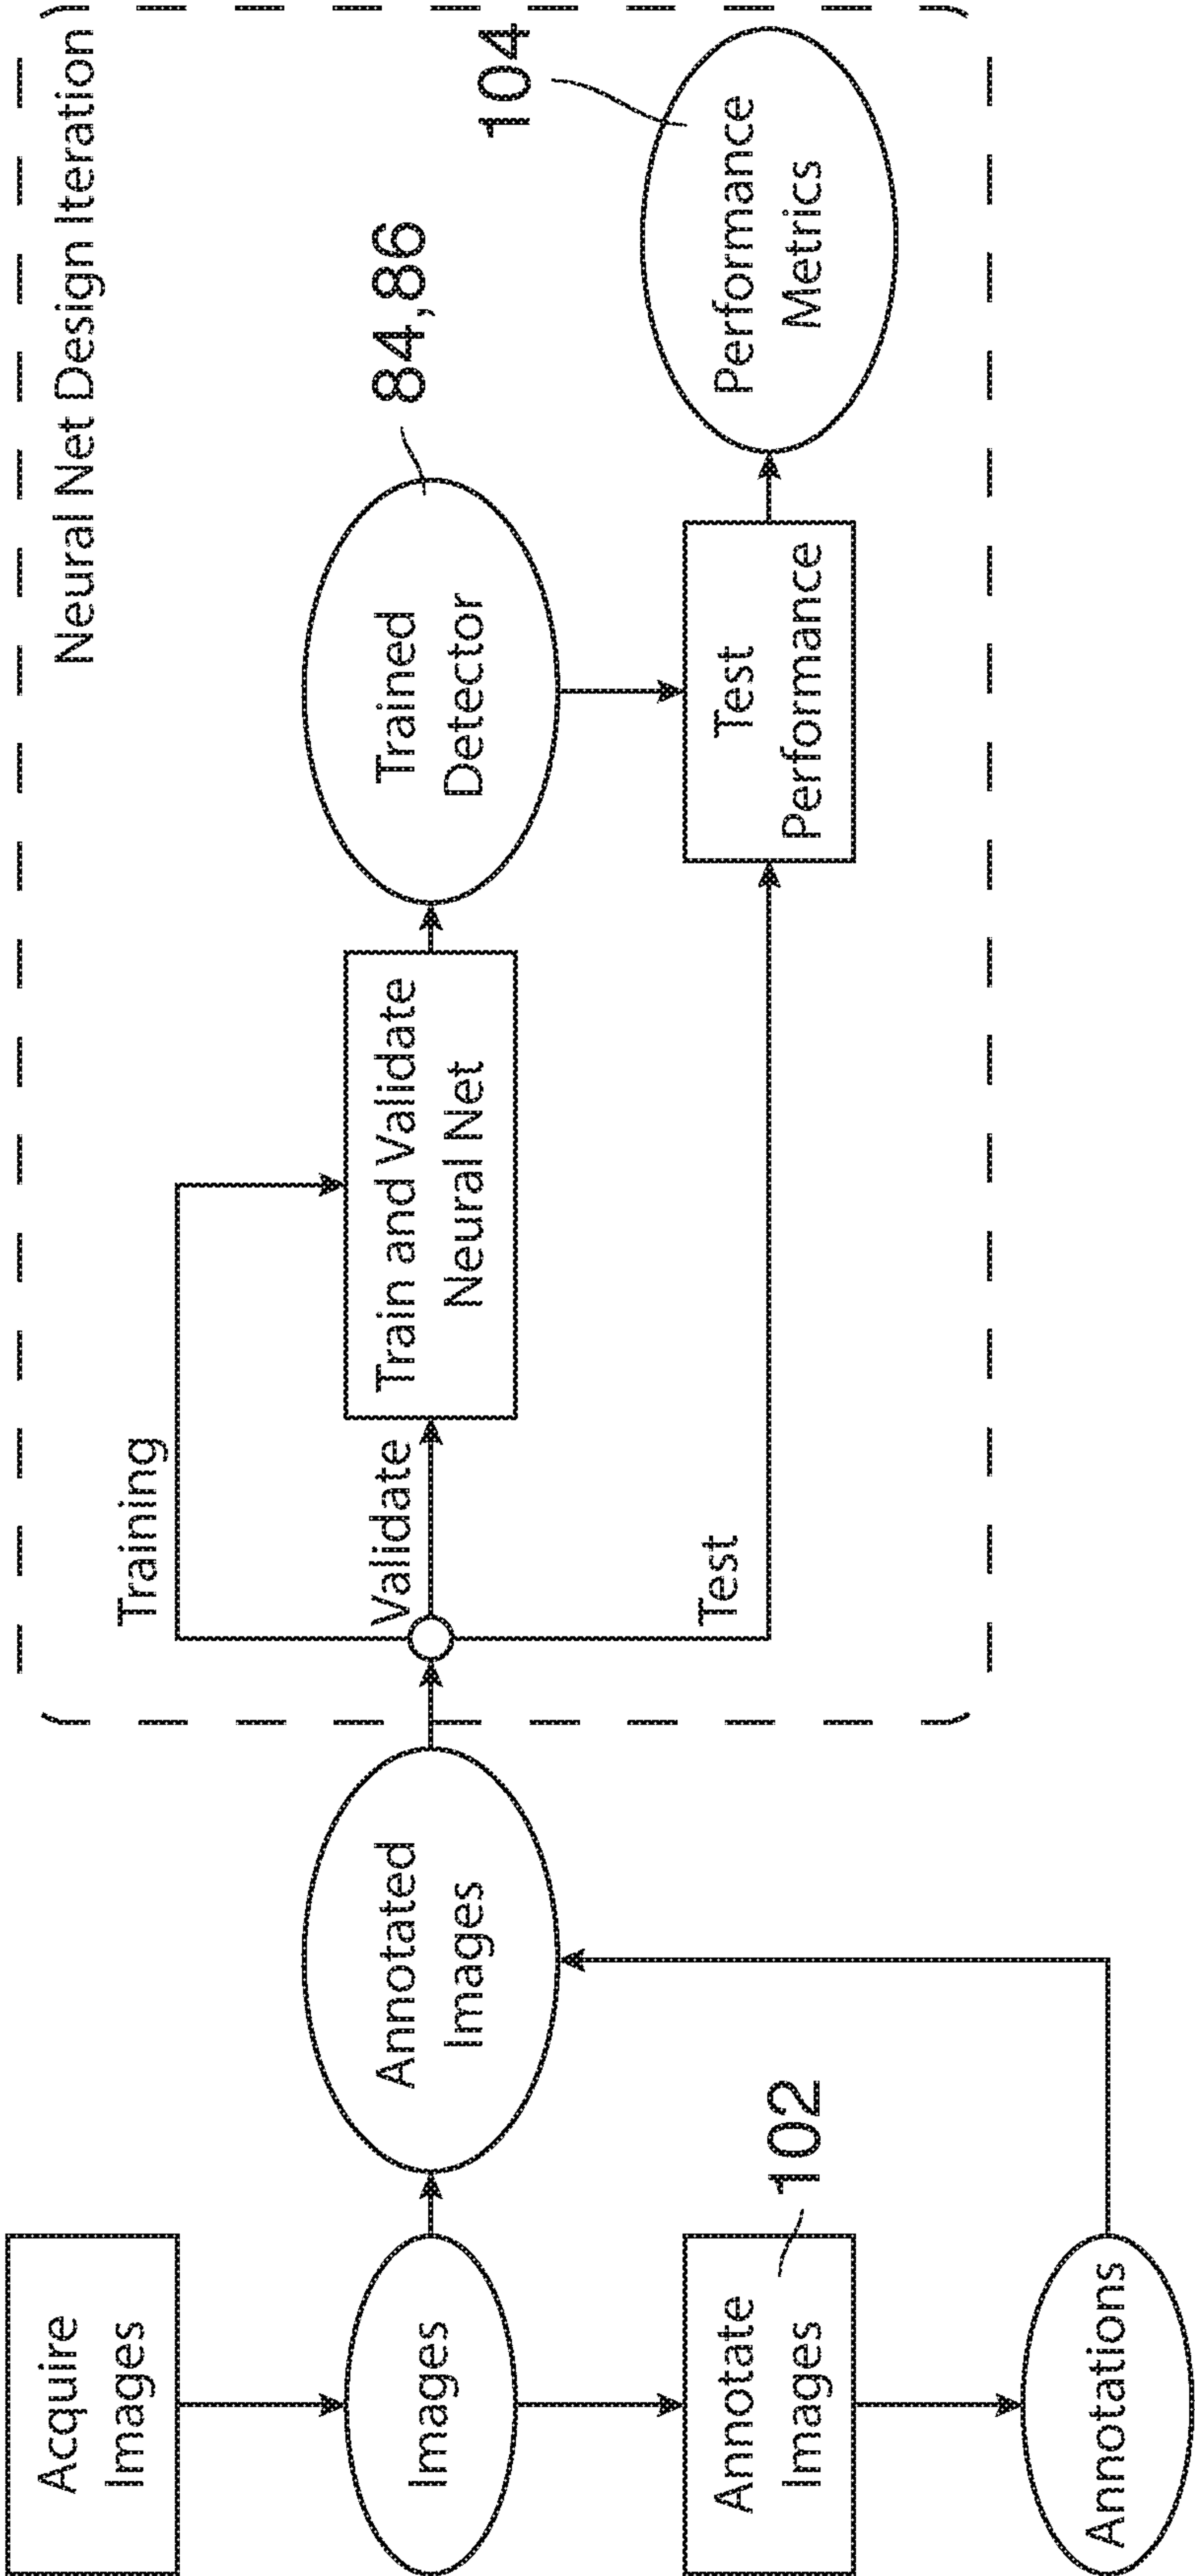 Neural Net Design Iteration
Acquire
Images
Images
Annotate
Images
102
Annotations
Annotated
Images
Training
Validate
Test
Train and Validate
Neural Net
Trained
Detector
84,86
Test
Performance
Performance
Metrics
104